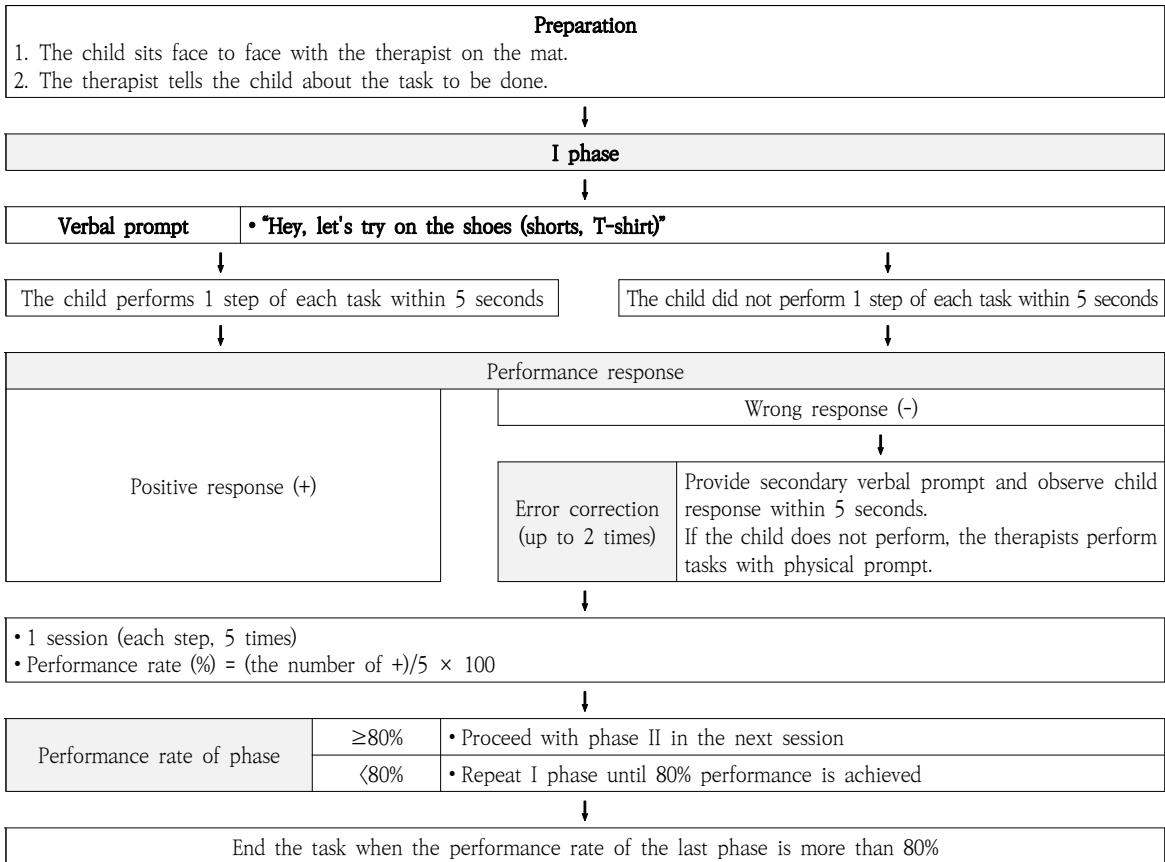 Preparation
1. The child sits face to face with the therapist on the mat.
2. The therapist tells the child about the task to be done.
I phase
Verbal prompt
• “Hey, let's try on the shoes (shorts, T-shirt)”
The child performs 1 step of each task within 5 seconds
The child did not perform 1 step of each task within 5 seconds
Performance response
Positive response (+)
Wrong response (-)
Error correction
(up to 2 times)
Provide secondary verbal prompt and observe child
response within 5 seconds.
If the child does not perform, the therapists perform
tasks with physical prompt.
• 1 session (each step, 5 times)
• Performance rate (%) = (the number of +)/5 × 100
Performance rate of phase
≥80%
• Proceed with phase II in the next session
<80%
• Repeat I phase until 80% performance is achieved
End the task when the performance rate of the last phase is more than 80%